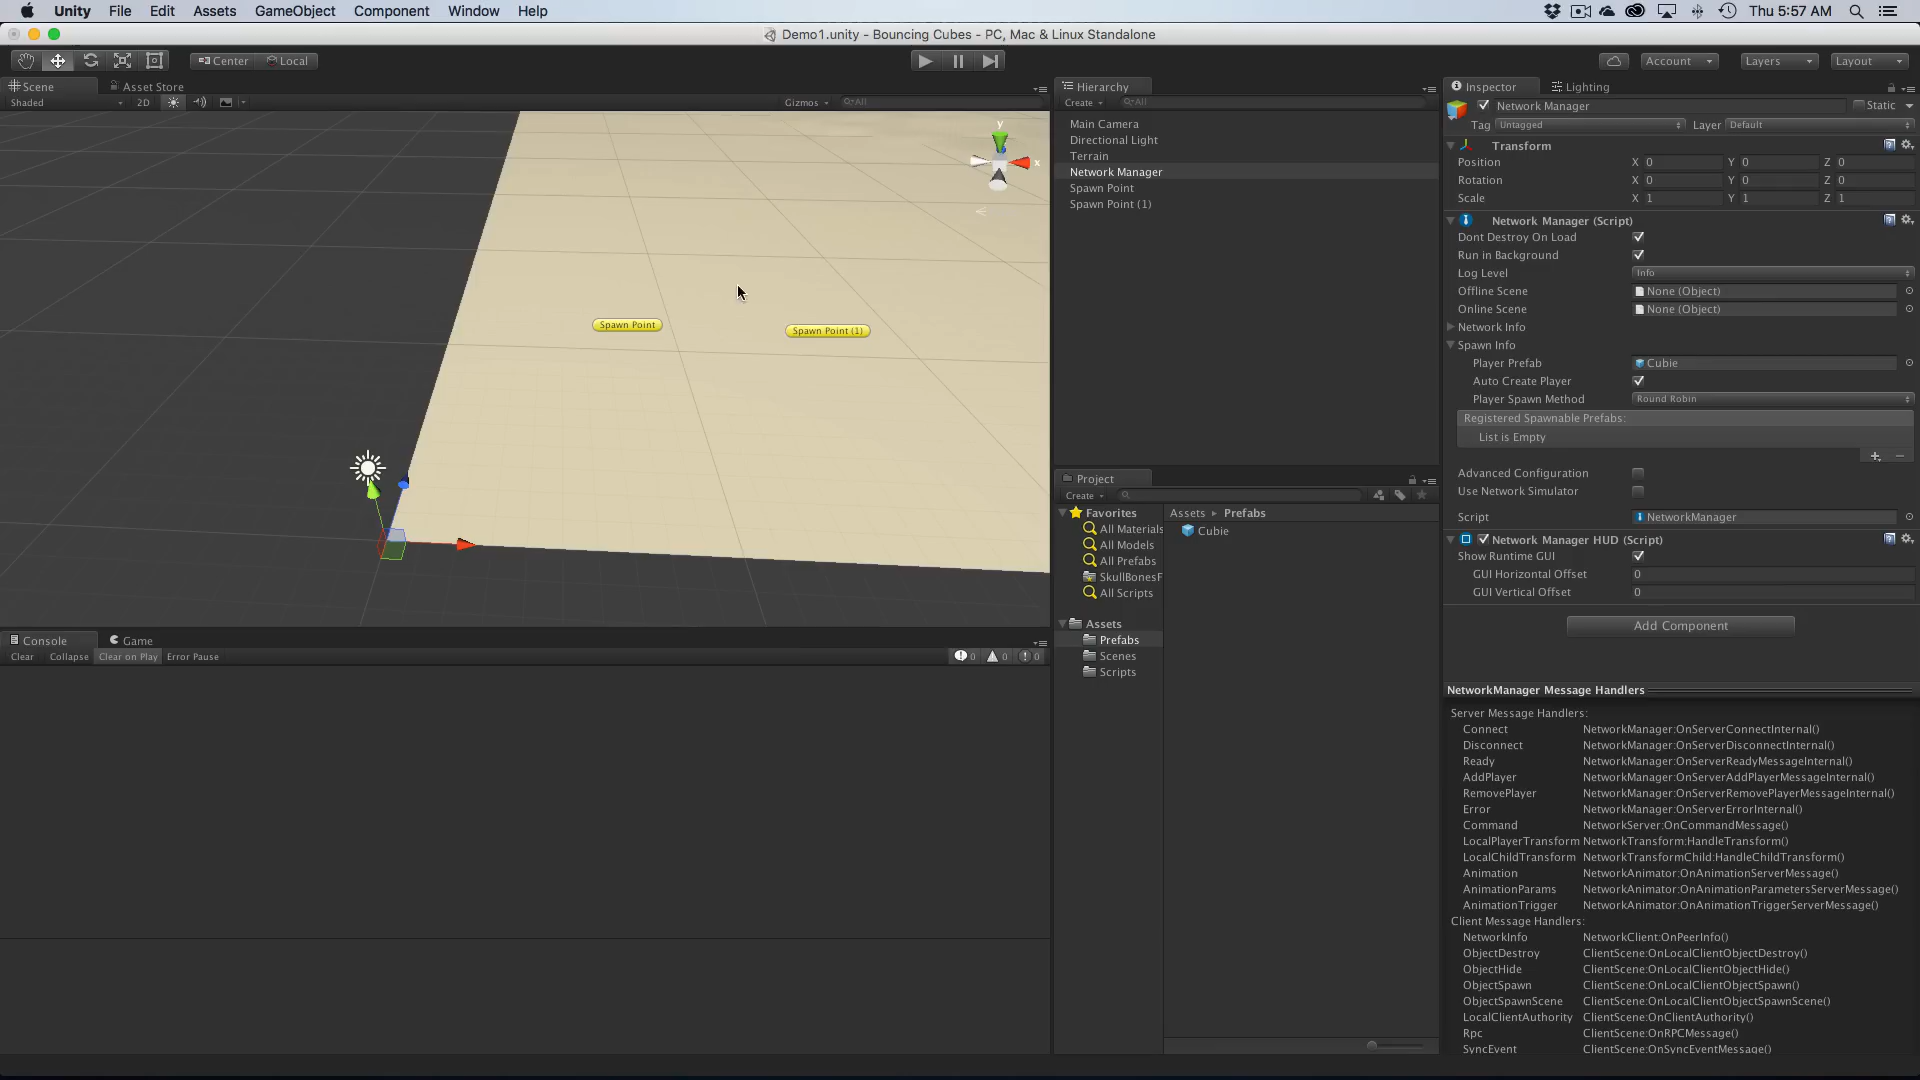 Unity File Edit Assets GameObject Component Window Help
Thu 5:57 AM
Demo1.unity - Bouncing Cubes - PC, Mac & Linux Standalone
Center Local
Account Layers Layout
Scene Asset Store
Shaded 2D Gizmos All
y
x
Spawn Point
Spawn Point (1)
Console Game
Clear Collapse Clear on Play Error Pause 0 0 0
Hierarchy
Create All
Main Camera
Directional Light
Terrain
Network Manager
Spawn Point
Spawn Point (1)
Project
Create
Favorites
All Materials
All Models
All Prefabs
SkullBonesF
All Scripts
Assets
Prefabs
Scenes
Scripts
Assets Prefabs
Cubie
Inspector Lighting
Network Manager Static
Tag Untagged Layer Default
Transform
Position X 0 Y 0 Z 0
Rotation X 0 Y 0 Z 0
Scale X 1 Y 1 Z 1
Network Manager (Script)
Dont Destroy On Load
Run in Background
Log Level Info
Offline Scene None (Object)
Online Scene None (Object)
Network Info
Spawn Info
Player Prefab Cubie
Auto Create Player
Player Spawn Method Round Robin
Registered Spawnable Prefabs:
List is Empty
Advanced Configuration
Use Network Simulator
Script NetworkManager
Network Manager HUD (Script)
Show Runtime GUI
GUI Horizontal Offset 0
GUI Vertical Offset 0
Add Component
NetworkManager Message Handlers
Server Message Handlers:
Connect NetworkManager:OnServerConnectInternal()
Disconnect NetworkManager:OnServerDisconnectInternal()
Ready NetworkManager:OnServerReadyMessageInternal()
AddPlayer NetworkManager:OnServerAddPlayerMessageInternal()
RemovePlayer NetworkManager:OnServerRemovePlayerMessageInternal()
Error NetworkManager:OnServerErrorInternal()
Command NetworkServer:OnCommandMessage()
LocalPlayerTransform NetworkTransform:HandleTransform()
LocalChildTransform NetworkTransformChild:HandleChildTransform()
Animation NetworkAnimator:OnAnimationServerMessage()
AnimationParams NetworkAnimator:OnAnimationParametersServerMessage()
AnimationTrigger NetworkAnimator:OnAnimationTriggerServerMessage()
Client Message Handlers:
NetworkInfo NetworkClient:OnPeerInfo()
ObjectDestroy ClientScene:OnLocalClientObjectDestroy()
ObjectHide ClientScene:OnLocalClientObjectHide()
ObjectSpawn ClientScene:OnLocalClientObjectSpawn()
ObjectSpawnScene ClientScene:OnLocalClientObjectSpawnScene()
LocalClientAuthority ClientScene:OnClientAuthority()
Rpc ClientScene:OnRPCMessage()
SyncEvent ClientScene:OnSyncEventMessage()